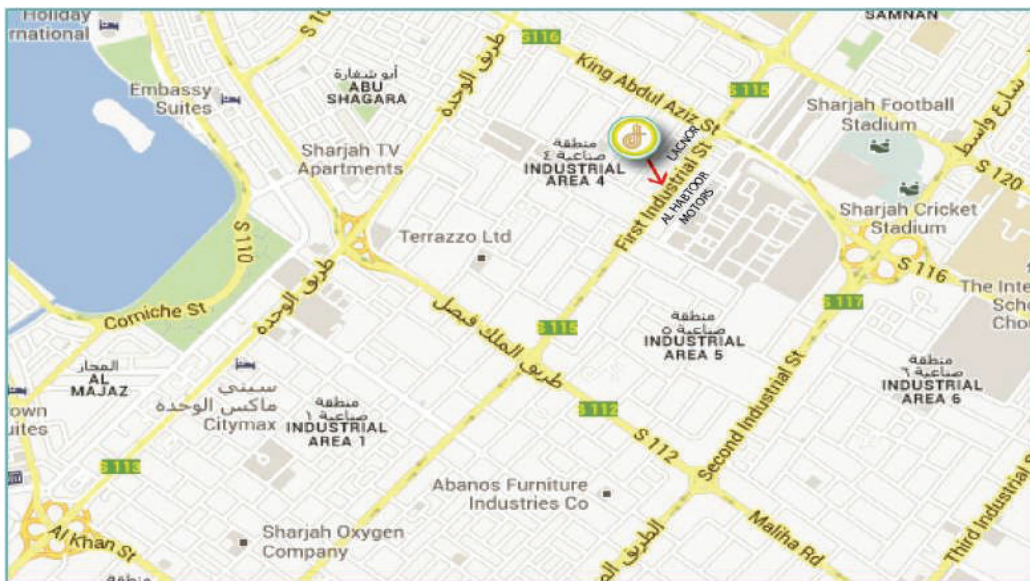 Holiday
rnational
Embassy
Suites
S 110
أبو شغارة
ABU
SHAGARA
طريق الوحدة
S116
King Abdul Aziz St
S 115
SAMNAN
Sharjah Football
Stadium
شارع واسط
S 120
Sharjah TV
Apartments
منطقة
صناعية ٤
INDUSTRIAL
AREA 4
LACNOR
First Industrial St
AL HABTOOR
MOTORS
Sharjah Cricket
Stadium
S 116
The Inte
Scho
Choi
S 117
Terrazzo Ltd
طريق الوحدة
Corniche St
المجاز
AL
MAJAZ
سيتي
ماكس الوحده
Citymax
منطقة
صناعية ١
INDUSTRIAL
AREA 1
طريق الملك فيصل
S 115
منطقة
صناعية ٥
INDUSTRIAL
AREA 5
منطقة
صناعية ٦
INDUSTRIAL
AREA 6
own
uites
S 113
S 112
S 112
Second Industrial St
Abanos Furniture
Industries Co
Maliha Rd
Third Industrial S
Al Khan St
Sharjah Oxygen
Company
منطقة